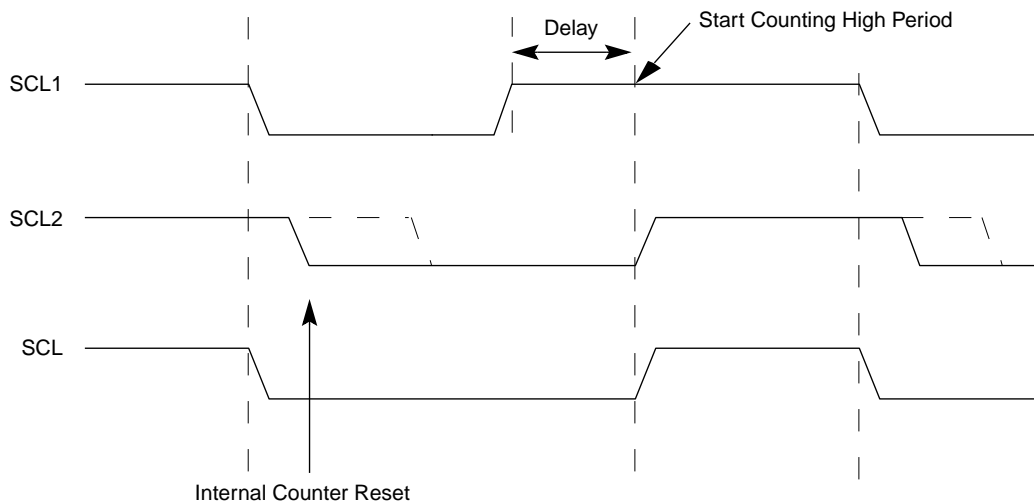 Start Counting High Period
Delay
SCL1
SCL2
SCL
Internal Counter Reset